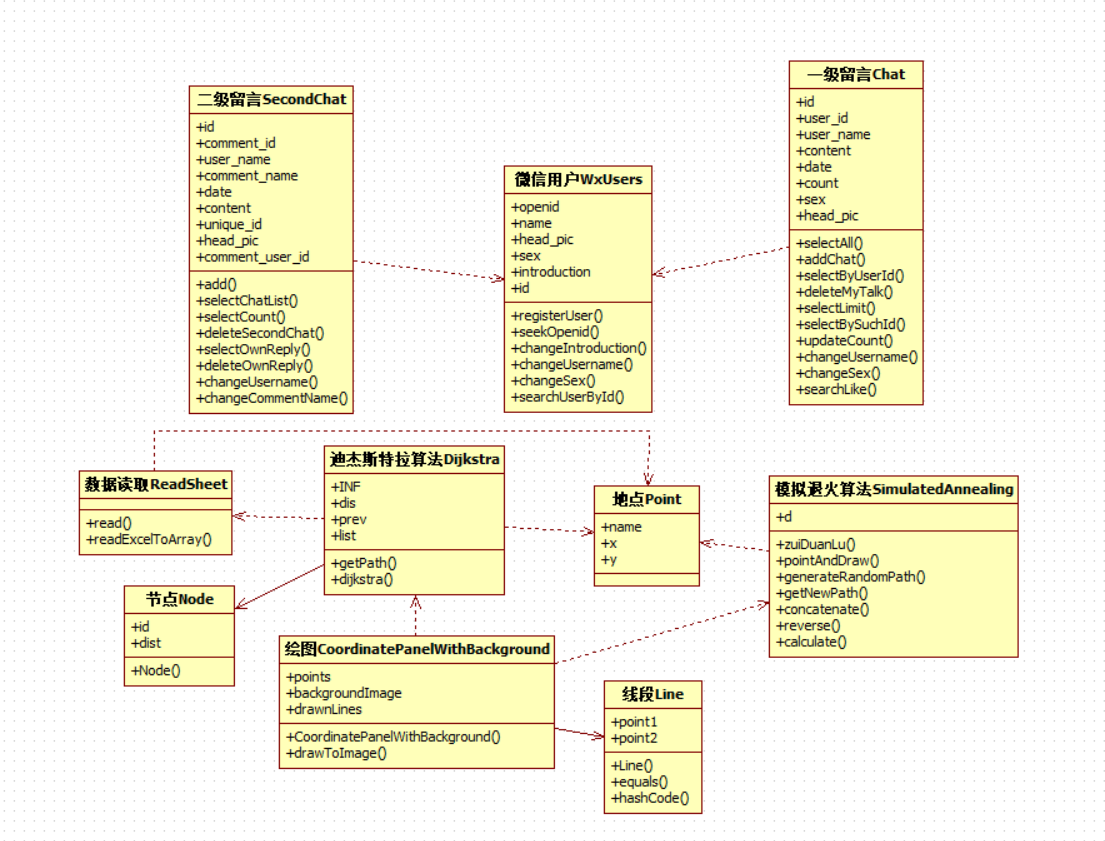 二级留言SecondChat
+id
+comment_id
+user_name
+comment_name
+date
+content
+unique_id
+head_pic
+comment_user_id
+add()
+selectChatList()
+selectCount()
+deleteSecondChat()
+selectOwnReply()
+deleteOwnReply()
+changeUsername()
+changeCommentName()
微信用户WxUsers
+openid
+name
+head_pic
+sex
+introduction
+id
+registerUser()
+seekOpenid()
+changeIntroduction()
+changeUsername()
+changeSex()
+searchUserById()
一级留言Chat
+id
+user_id
+user_name
+content
+date
+count
+sex
+head_pic
+selectAll()
+addChat()
+selectByUserId()
+deleteMyTalk()
+selectLimit()
+selectBySuchId()
+updateCount()
+changeUsername()
+changeSex()
+searchLike()
数据读取ReadSheet
+read()
+readExcelToArray()
迪杰斯特拉算法Dijkstra
+INF
+dis
+prev
+list
+getPath()
+dijkstra()
地点Point
+name
+x
+y
模拟退火算法SimulatedAnnealing
+d
+zuiDuanLu()
+pointAndDraw()
+generateRandomPath()
+getNewPath()
+concatenate()
+reverse()
+calculate()
节点Node
+id
+dist
+Node()
绘图CoordinatePanelWithBackground
+points
+backgroundImage
+drawnLines
+CoordinatePanelWithBackground()
+drawToImage()
线段Line
+point1
+point2
+Line()
+equals()
+hashCode()